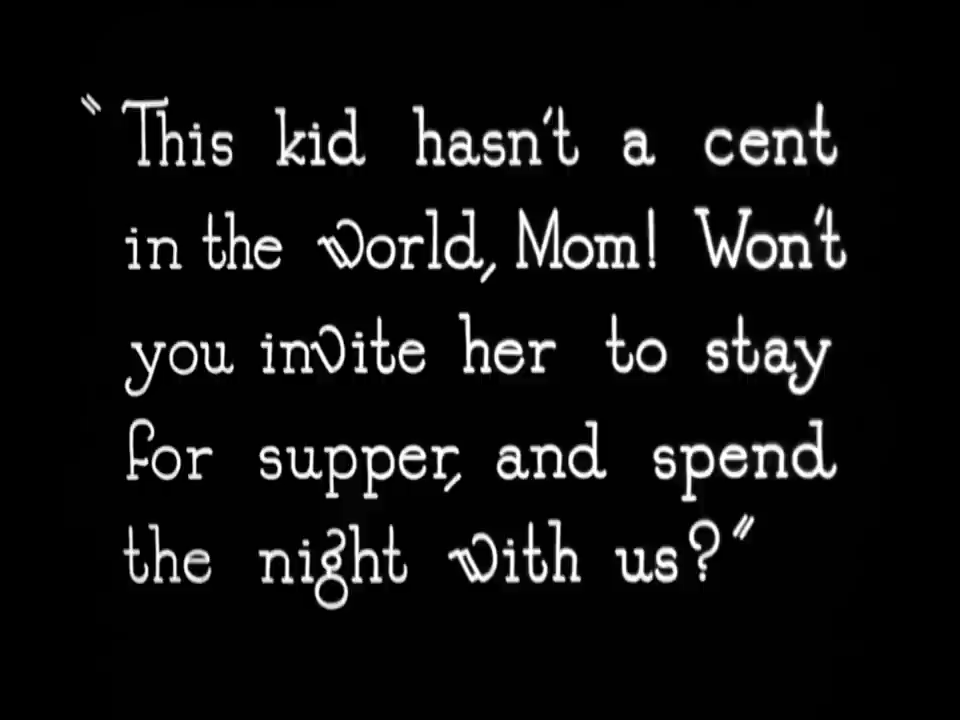 "This kid hasn't a cent
in the world, Mom! Won't
you invite her to stay
for supper, and spend
the night with us?"